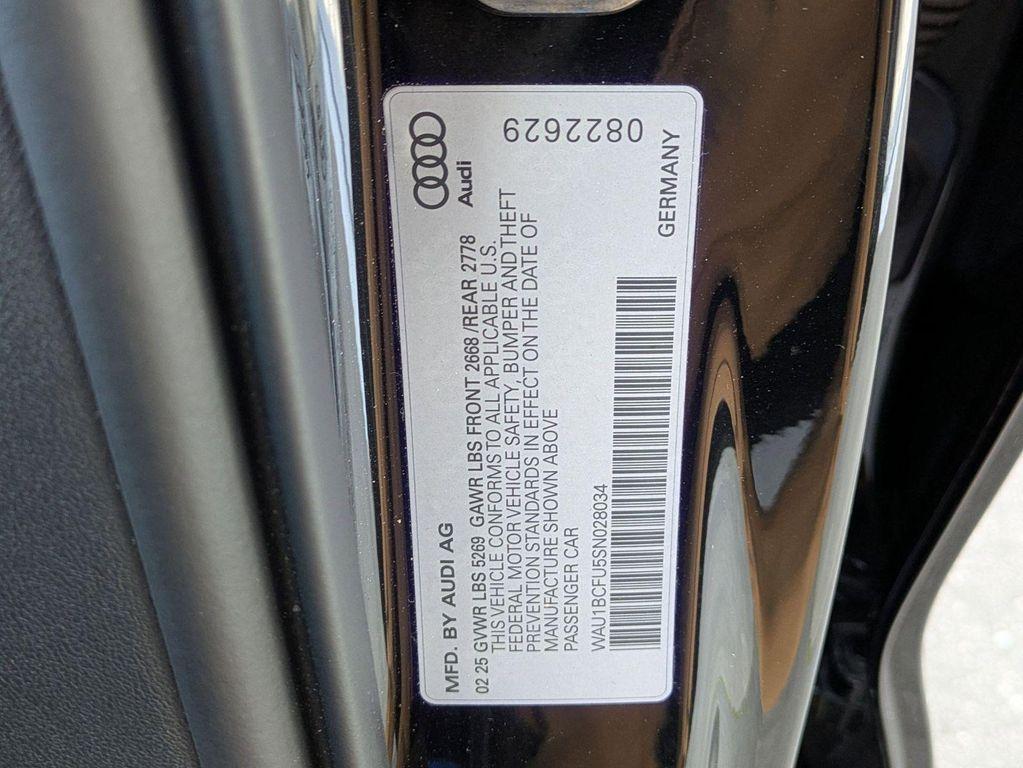 MFD. BY AUDI AG
Audi
02 25 GVWR LBS 5269 GAWR LBS FRONT 2668/REAR 2778
THIS VEHICLE CONFORMS TO ALL APPLICABLE U.S.
FEDERAL MOTOR VEHICLE SAFETY, BUMPER AND THEFT
PREVENTION STANDARDS IN EFFECT ON THE DATE OF
MANUFACTURE SHOWN ABOVE
PASSENGER CAR
0822629
WAU1BCFU5SN028034
GERMANY